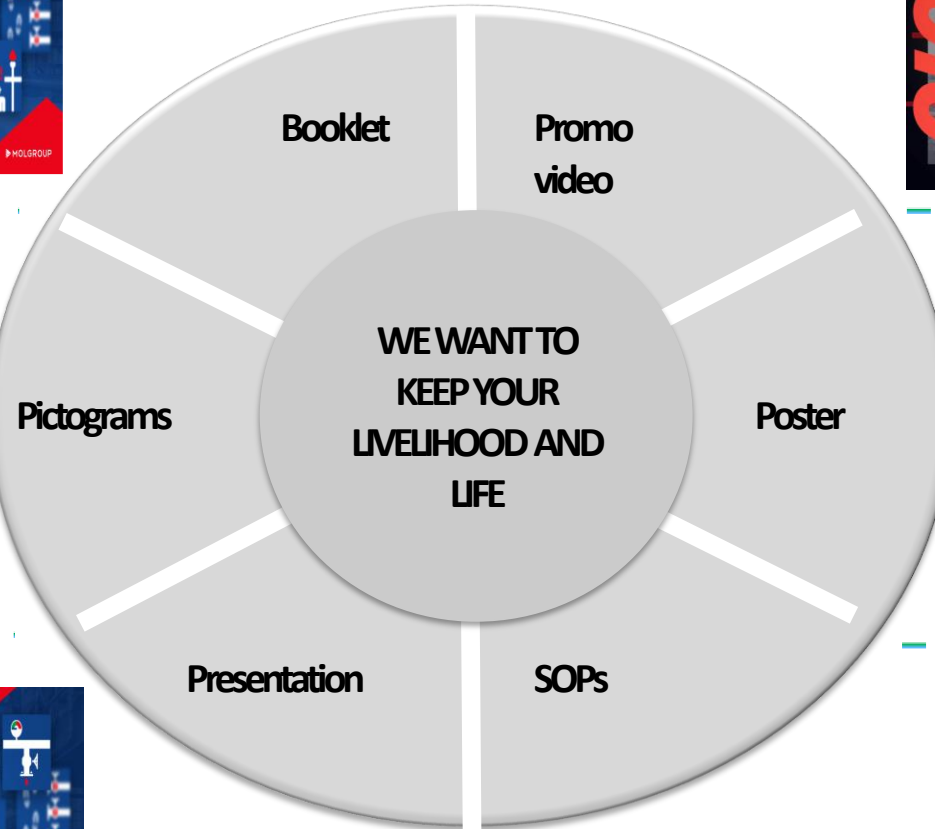 MOLGROUP
Booklet
Promo
video
WE WANT TO
KEEP YOUR
LIVELIHOOD AND
LIFE
Pictograms
Poster
Presentation
SOPs